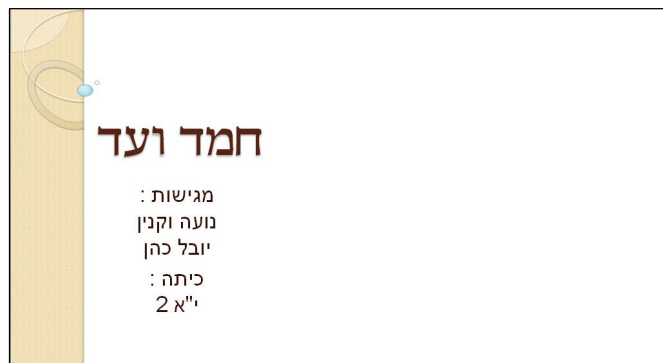 חמד ועד
מגישות :
נועה וקנין
יובל כהן
כיתה :
י"א 2